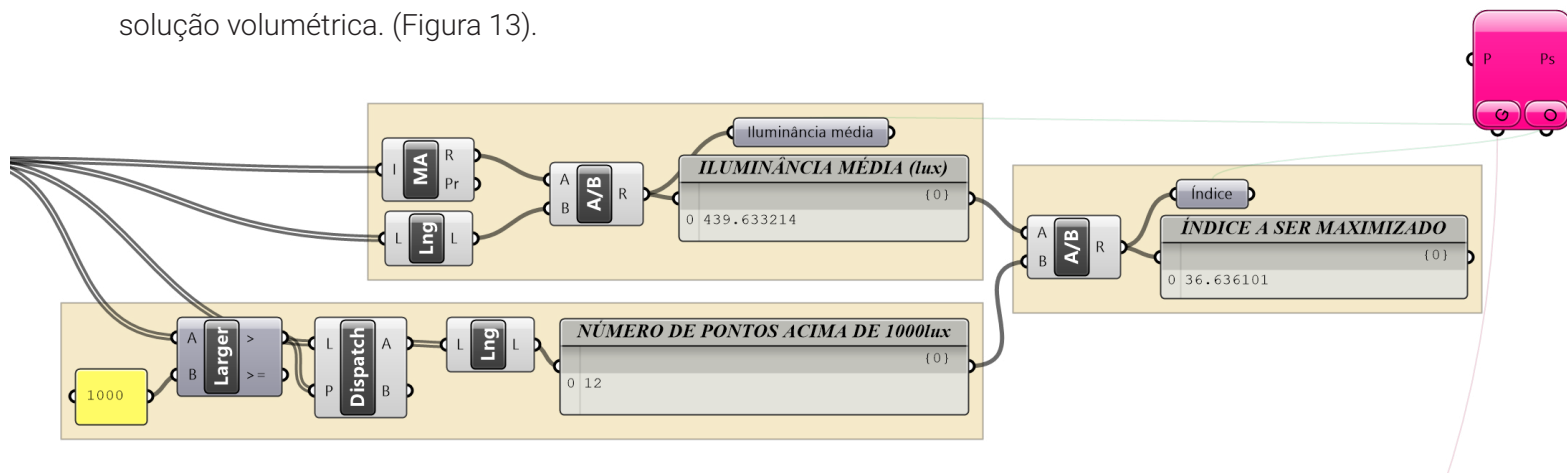 solução volumétrica. (Figura 13).
P Ps
G O
I MA R
Pr
L Lng L
A A/B R
B
Iluminância média
ILUMINÂNCIA MÉDIA (lux)
{0}
0 439.633214
A A/B R
B
Índice
ÍNDICE A SER MAXIMIZADO
{0}
0 36.636101
1000
A Larger >
B >=
L Dispatch A
P B
L Lng L
NÚMERO DE PONTOS ACIMA DE 1000lux
{0}
0 12